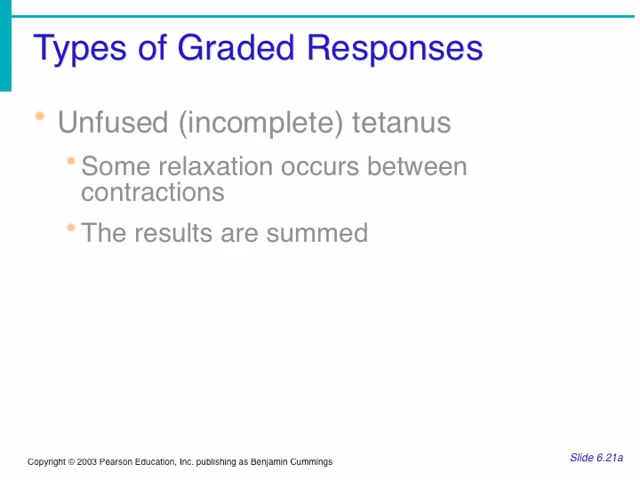 Types of Graded Responses
• Unfused (incomplete) tetanus
• Some relaxation occurs between
contractions
• The results are summed
Copyright © 2003 Pearson Education, Inc. publishing as Benjamin Cummings
Slide 6.21a